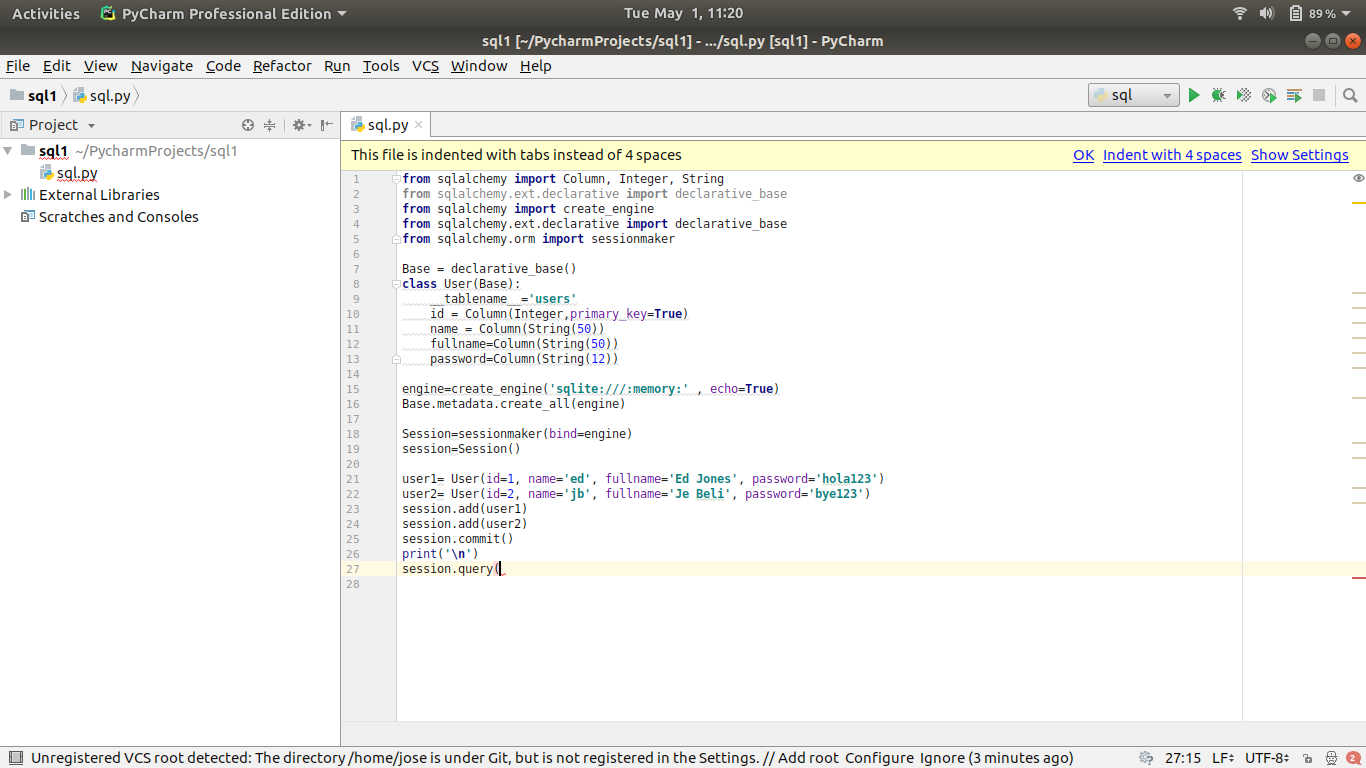 Activities PyCharm Professional Edition Tue May 1, 11:20 89 %
sql1 [~/PycharmProjects/sql1] - .../sql.py [sql1] - PyCharm
File Edit View Navigate Code Refactor Run Tools VCS Window Help
sql1 sql.py sql
Project sql.py
This file is indented with tabs instead of 4 spaces OK Indent with 4 spaces Show Settings
sql1 ~/PycharmProjects/sql1
sql.py
External Libraries
Scratches and Consoles
1 from sqlalchemy import Column, Integer, String
2 from sqlalchemy.ext.declarative import declarative_base
3 from sqlalchemy import create_engine
4 from sqlalchemy.ext.declarative import declarative_base
5 from sqlalchemy.orm import sessionmaker
6
7 Base = declarative_base()
8 class User(Base):
9     __tablename__='users'
10     id = Column(Integer,primary_key=True)
11     name = Column(String(50))
12     fullname=Column(String(50))
13     password=Column(String(12))
14
15 engine=create_engine('sqlite:///:memory:' , echo=True)
16 Base.metadata.create_all(engine)
17
18 Session=sessionmaker(bind=engine)
19 session=Session()
20
21 user1= User(id=1, name='ed', fullname='Ed Jones', password='hola123')
22 user2= User(id=2, name='jb', fullname='Je Beli', password='bye123')
23 session.add(user1)
24 session.add(user2)
25 session.commit()
26 print('\n')
27 session.query(
28
Unregistered VCS root detected: The directory /home/jose is under Git, but is not registered in the Settings. // Add root Configure Ignore (3 minutes ago) 27:15 LF UTF-8 2